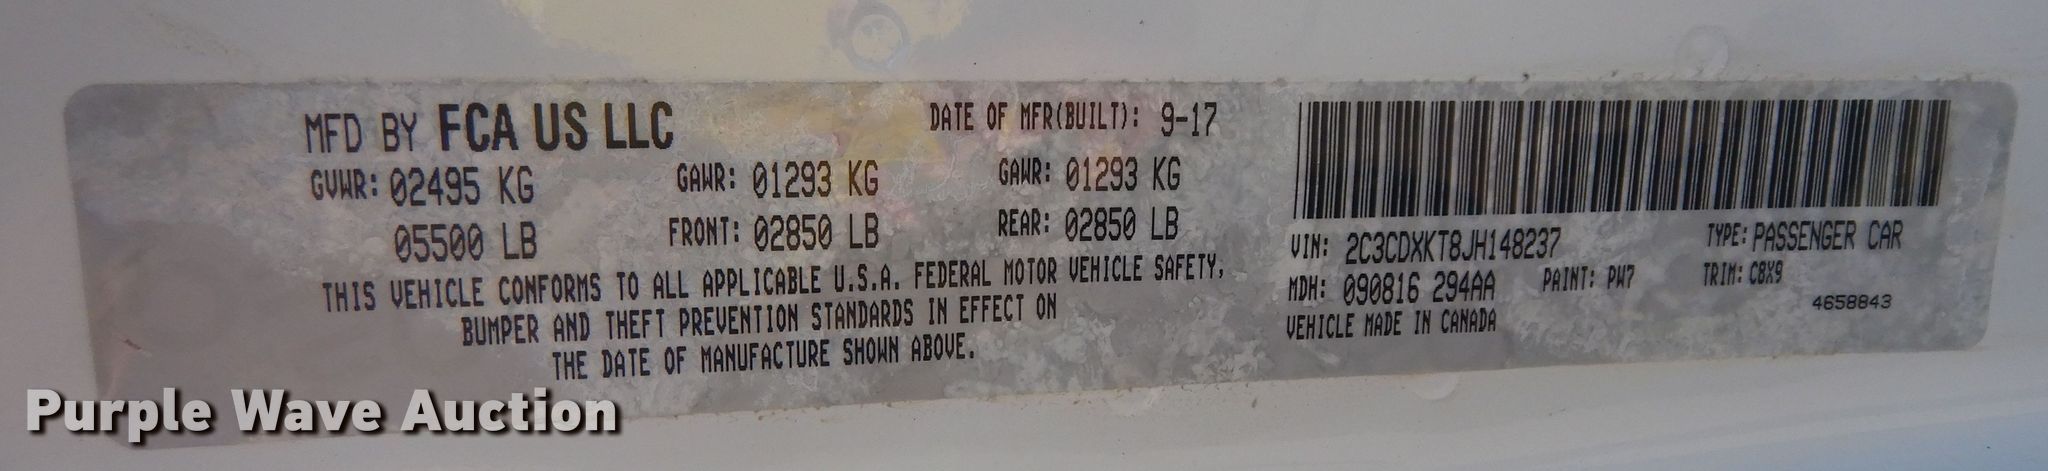 MFD BY FCA US LLC DATE OF MFR(BUILT): 9-17
GVWR: 02495 KG GAWR: 01293 KG GAWR: 01293 KG
05500 LB FRONT: 02850 LB REAR: 02850 LB
THIS VEHICLE CONFORMS TO ALL APPLICABLE U.S.A. FEDERAL MOTOR VEHICLE SAFETY,
BUMPER AND THEFT PREVENTION STANDARDS IN EFFECT ON
THE DATE OF MANUFACTURE SHOWN ABOVE.
VIN: 2C3CDXKT8JH148237 TYPE: PASSENGER CAR
MDH: 090816 294AA PAINT: PW7 TRIM: C8X9
VEHICLE MADE IN CANADA 4658843
Purple Wave Auction